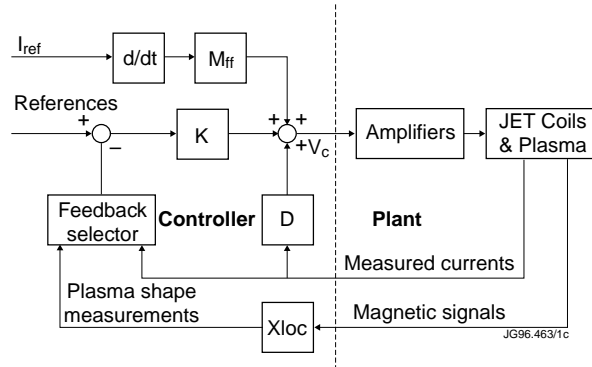 I_ref
d/dt
M_ff
References
+
–
K
+
+
+
V_c
Amplifiers
JET Coils
& Plasma
Feedback
selector
Controller
D
Plant
Measured currents
Plasma shape
measurements
Xloc
Magnetic signals
JG96.463/1c